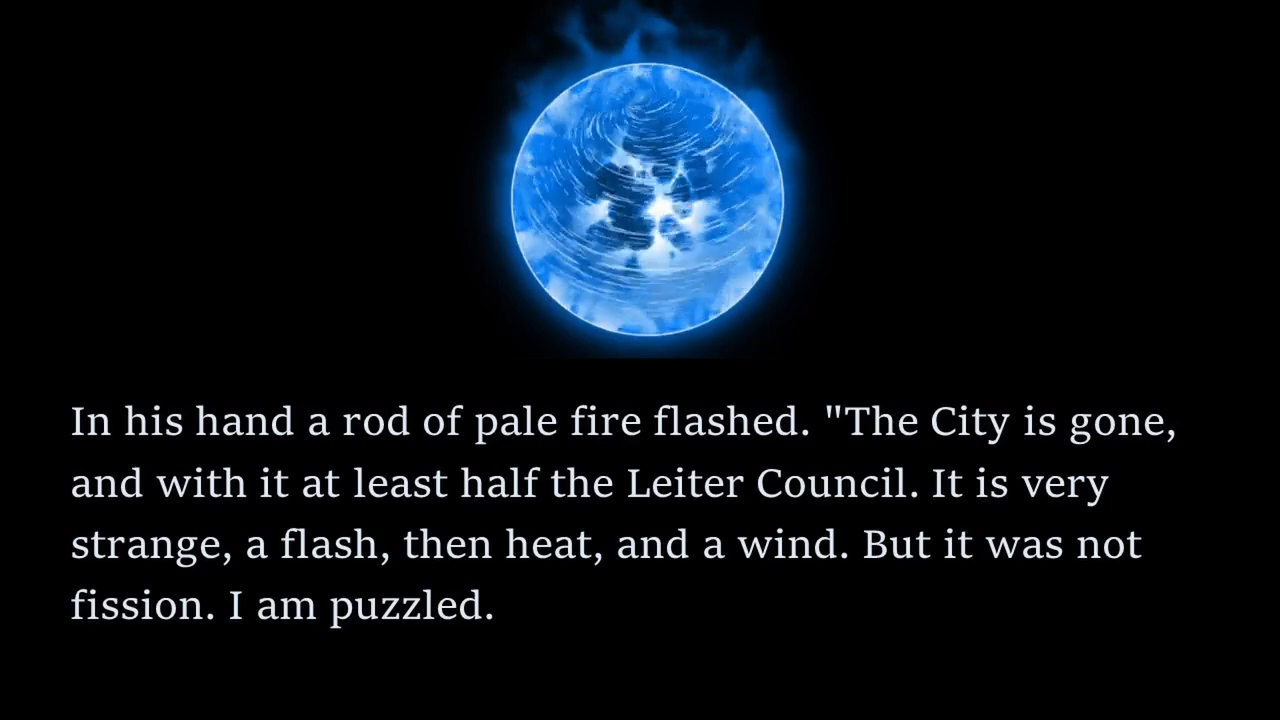 In his hand a rod of pale fire flashed. "The City is gone,
and with it at least half the Leiter Council. It is very
strange, a flash, then heat, and a wind. But it was not
fission. I am puzzled.